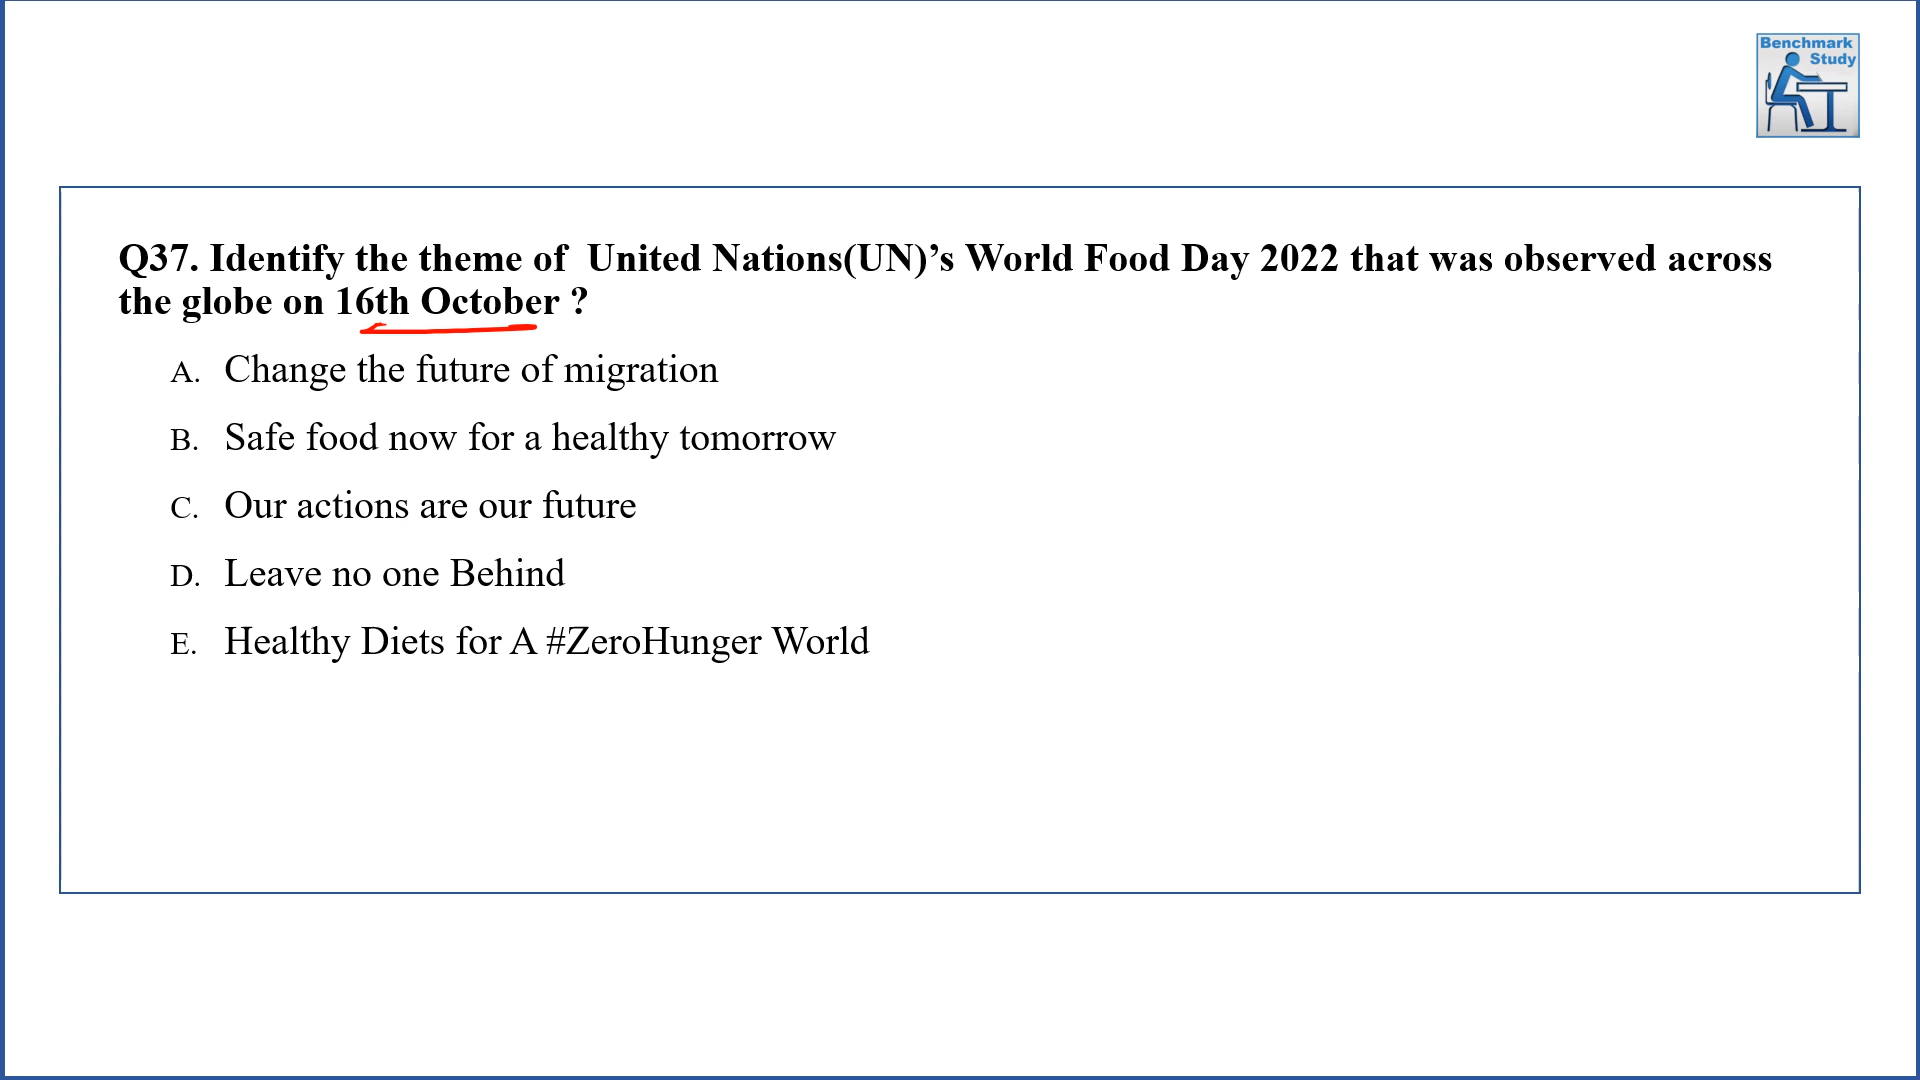 Benchmark
Study
Q37. Identify the theme of  United Nations(UN)’s World Food Day 2022 that was observed across
the globe on 16th October ?
A. Change the future of migration
B. Safe food now for a healthy tomorrow
C. Our actions are our future
D. Leave no one Behind
E. Healthy Diets for A #ZeroHunger World